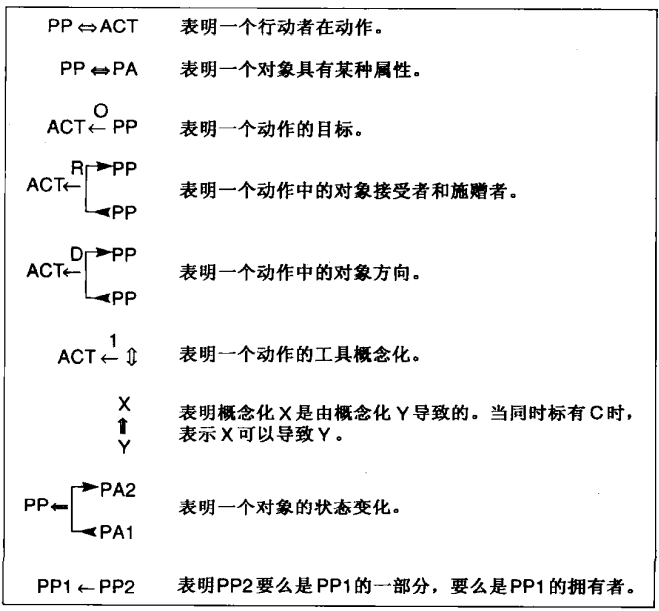 PP⇔ACT 表明一个行动者在动作。
PP⇔PA 表明一个对象具有某种属性。
O
ACT← PP 表明一个动作的目标。
R PP
ACT← 表明一个动作中的对象接受者和施赠者。
PP
D PP
ACT← 表明一个动作中的对象方向。
PP
1
ACT← ⇕ 表明一个动作的工具概念化。
X
⇑ 表明概念化X是由概念化Y导致的。当同时标有C时，
Y 表示X可以导致Y。
PA2
PP← 表明一个对象的状态变化。
PA1
PP1←PP2 表明PP2要么是PP1的一部分，要么是PP1的拥有者。